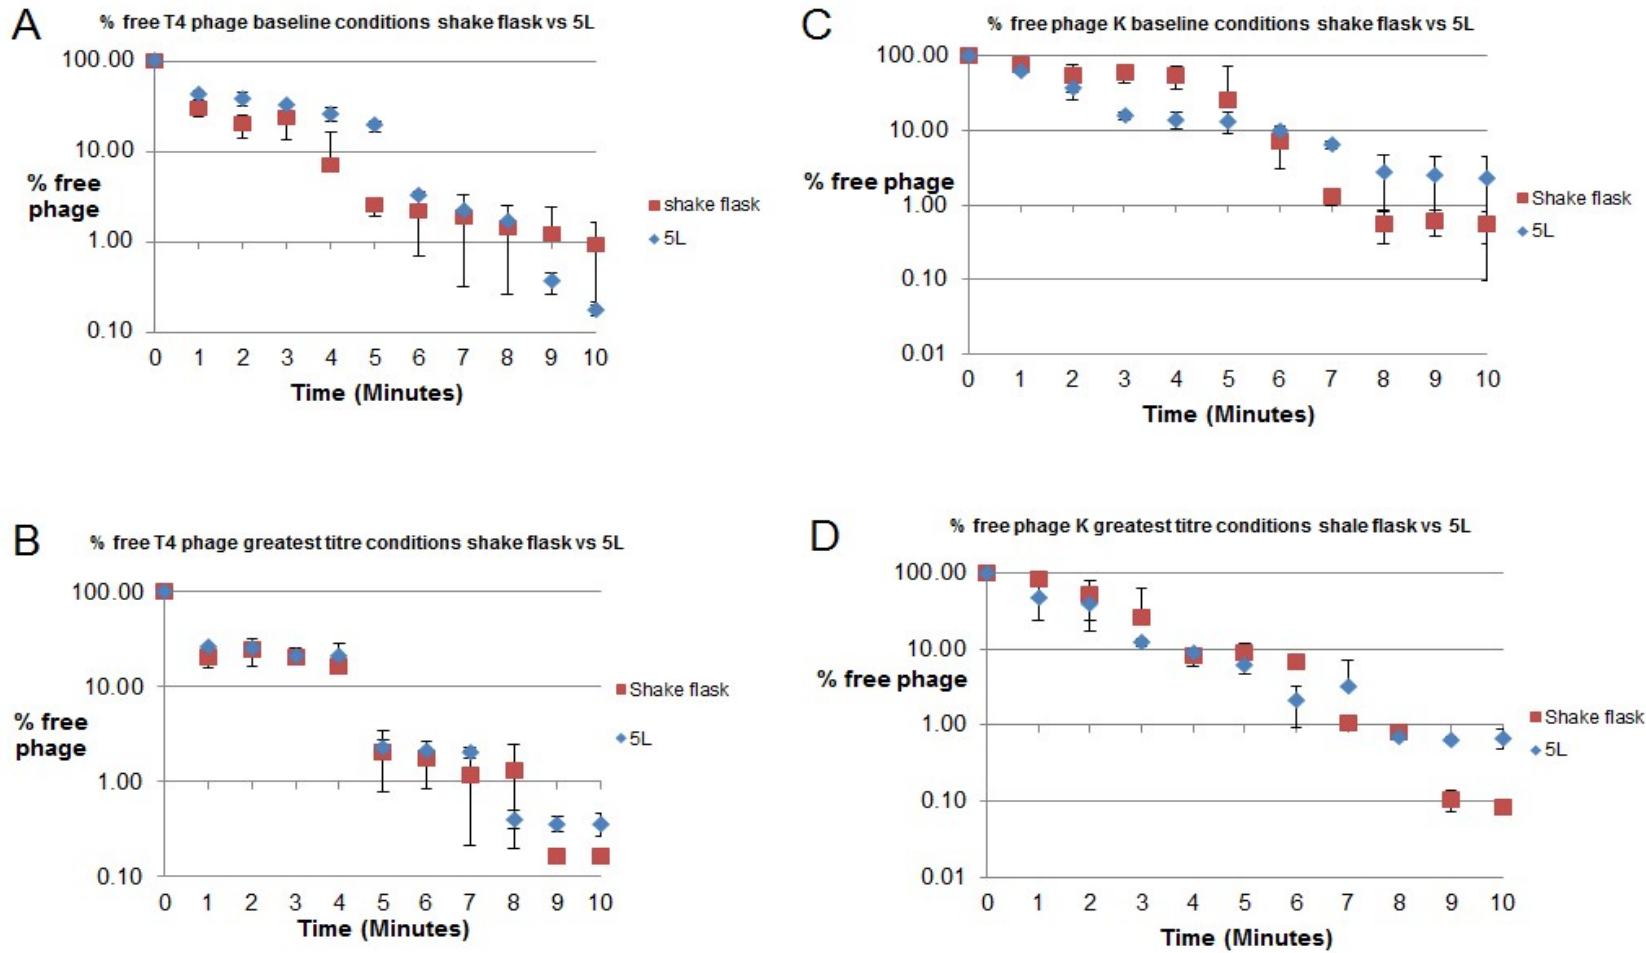 A
% free T4 phage baseline conditions shake flask vs 5L
100.00
10.00
1.00
0.10
% free
phage
0 1 2 3 4 5 6 7 8 9 10
Time (Minutes)
shake flask
5L
C
% free phage K baseline conditions shake flask vs 5L
100.00
10.00
1.00
0.10
0.01
% free phage
0 1 2 3 4 5 6 7 8 9 10
Time (Minutes)
Shake flask
5L
B
% free T4 phage greatest titre conditions shake flask vs 5L
100.00
10.00
1.00
0.10
% free
phage
0 1 2 3 4 5 6 7 8 9 10
Time (Minutes)
Shake flask
5L
D
% free phage K greatest titre conditions shale flask vs 5L
100.00
10.00
1.00
0.10
0.01
% free phage
0 1 2 3 4 5 6 7 8 9 10
Time (Minutes)
Shake flask
5L